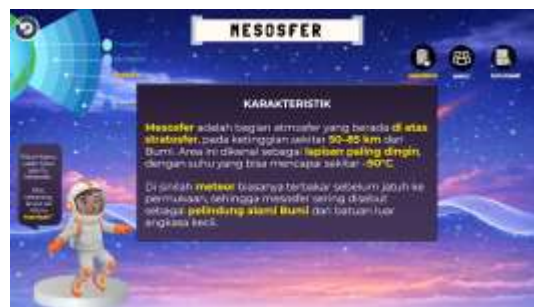 MESOSFER
KARAKTERISTIK
Mesosfer adalah bagian atmosfer yang berada di atas
stratosfer, pada ketinggian sekitar 50-85 km dari
Bumi. Area ini dikenal sebagai lapisan paling dingin,
dengan suhu yang bisa mencapai sekitar -90°C.
Di sinilah meteor biasanya terbakar sebelum jatuh ke
permukaan, sehingga mesosfer sering disebut
sebagai pelindung alami Bumi dari batuan luar
angkasa kecil.